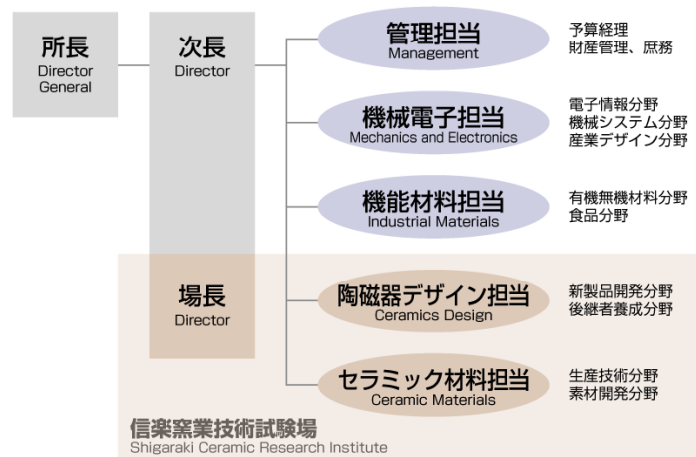 所長
Director
General
次長
Director
管理担当
Management
予算経理
財産管理、庶務
機械電子担当
Mechanics and Electronics
電子情報分野
機械システム分野
産業デザイン分野
機能材料担当
Industrial Materials
有機無機材料分野
食品分野
場長
Director
陶磁器デザイン担当
Ceramics Design
新製品開発分野
後継者養成分野
セラミック材料担当
Ceramic Materials
生産技術分野
素材開発分野
信楽窯業技術試験場
Shigaraki Ceramic Research Institute